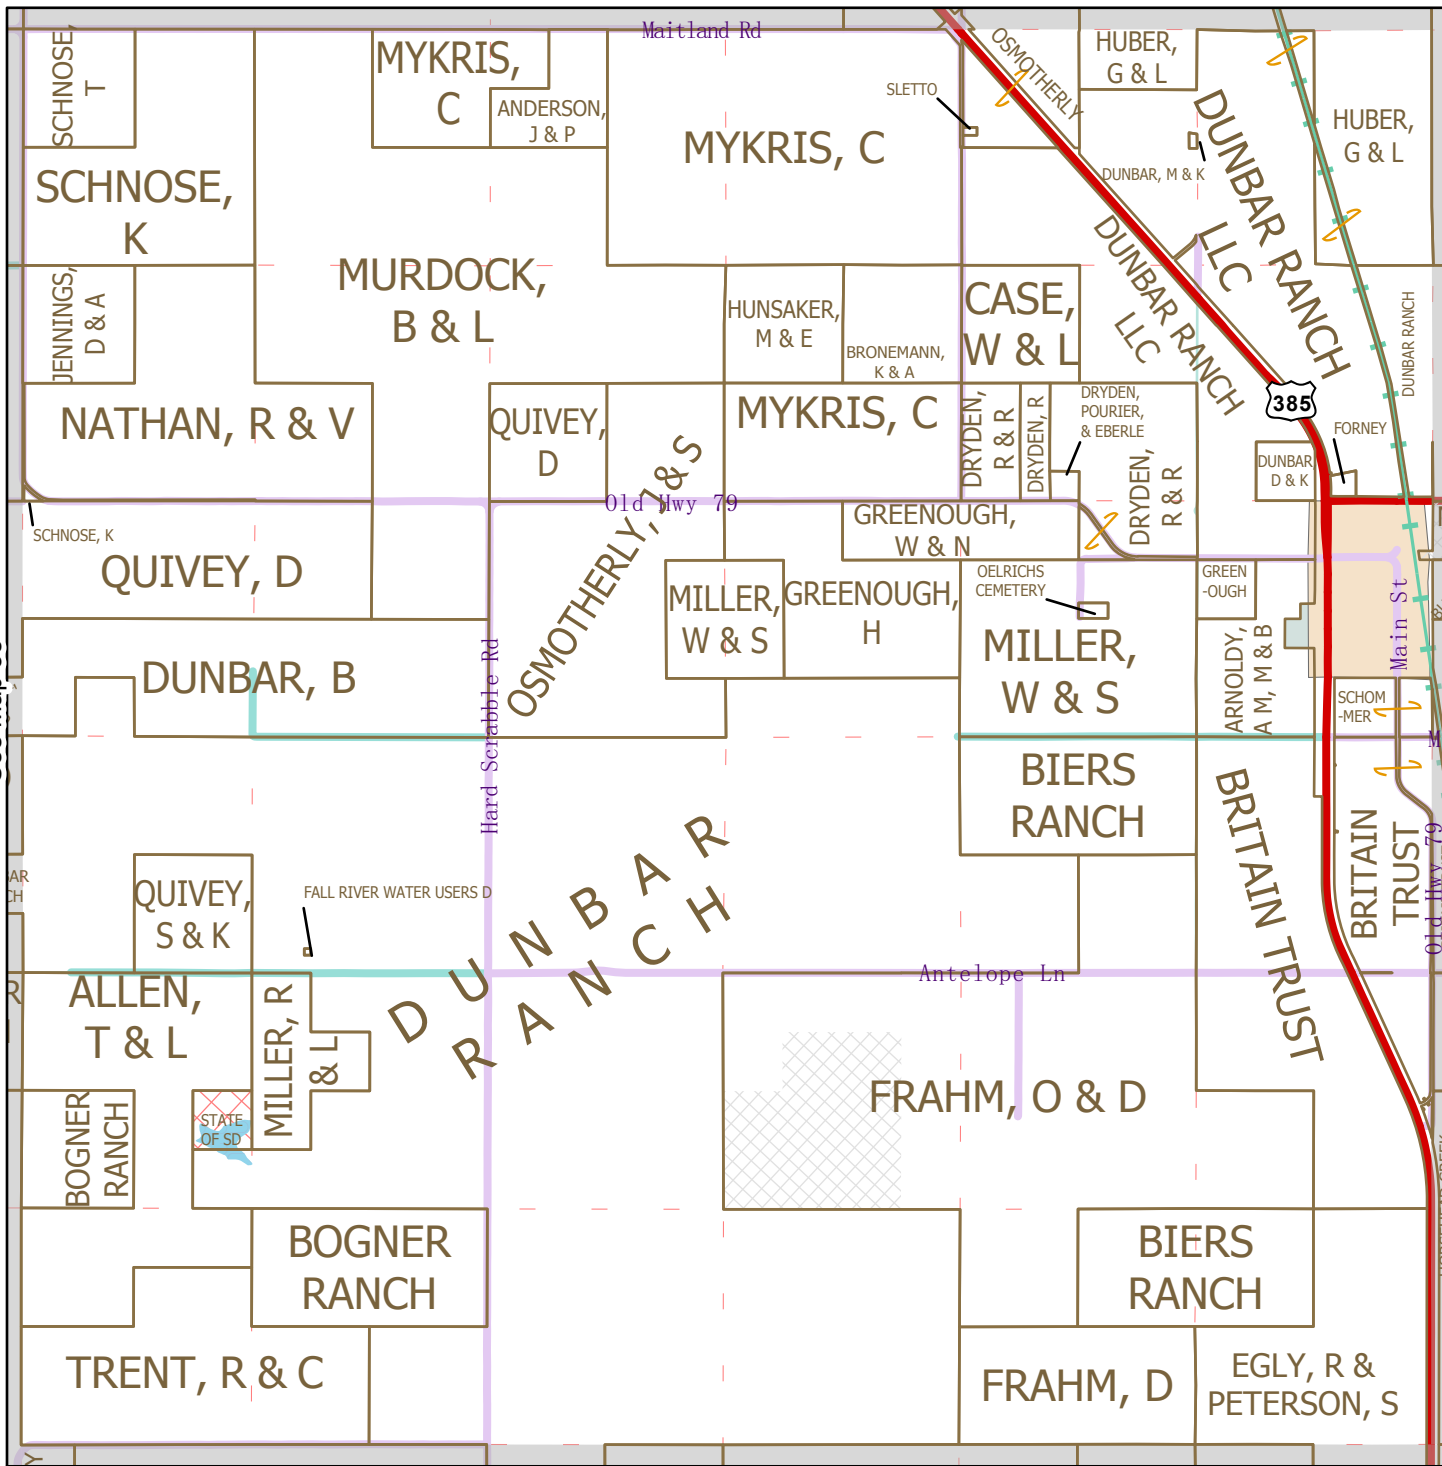 Maitland Rd
SCHNOSE,
T
MYKRIS,
C
ANDERSON,
J & P
MYKRIS, C
SLETTO
OSMOTHERLY
HUBER,
G & L
HUBER,
G & L
DUNBAR, M & K
DUNBAR RANCH
LLC
SCHNOSE,
K
MURDOCK,
B & L
JENNINGS,
D & A
HUNSAKER,
M & E
BRONEMANN,
K & A
CASE,
W & L
DUNBAR RANCH
LLC
DUNBAR RANCH
385
NATHAN, R & V
QUIVEY,
D
MYKRIS, C
DRYDEN,
R & R
DRYDEN, R
DRYDEN,
POURIER,
& EBERLE
DRYDEN,
R & R
FORNEY
DUNBAR,
D & K
Old Hwy 79
SCHNOSE, K
QUIVEY, D
OSMOTHERLY, J & S
GREENOUGH,
W & N
MILLER,
W & S
GREENOUGH,
H
OELRICHS
CEMETERY
GREEN
-OUGH
MILLER,
W & S
ARNOLDY,
A M, M & B
Main St
SCHOM
-MER
DUNBAR, B
Hard Scrabble Rd
BIERS
RANCH
BRITAIN TRUST
BRITAIN
TRUST
Old Hwy 79
QUIVEY,
S & K
FALL RIVER WATER USERS D
DUNBAR
RANCH
Antelope Ln
ALLEN,
T & L
MILLER, R
& L
BOGNER
RANCH
STATE
OF SD
FRAHM, O & D
BOGNER
RANCH
BIERS
RANCH
TRENT, R & C
FRAHM, D
EGLY, R &
PETERSON, S